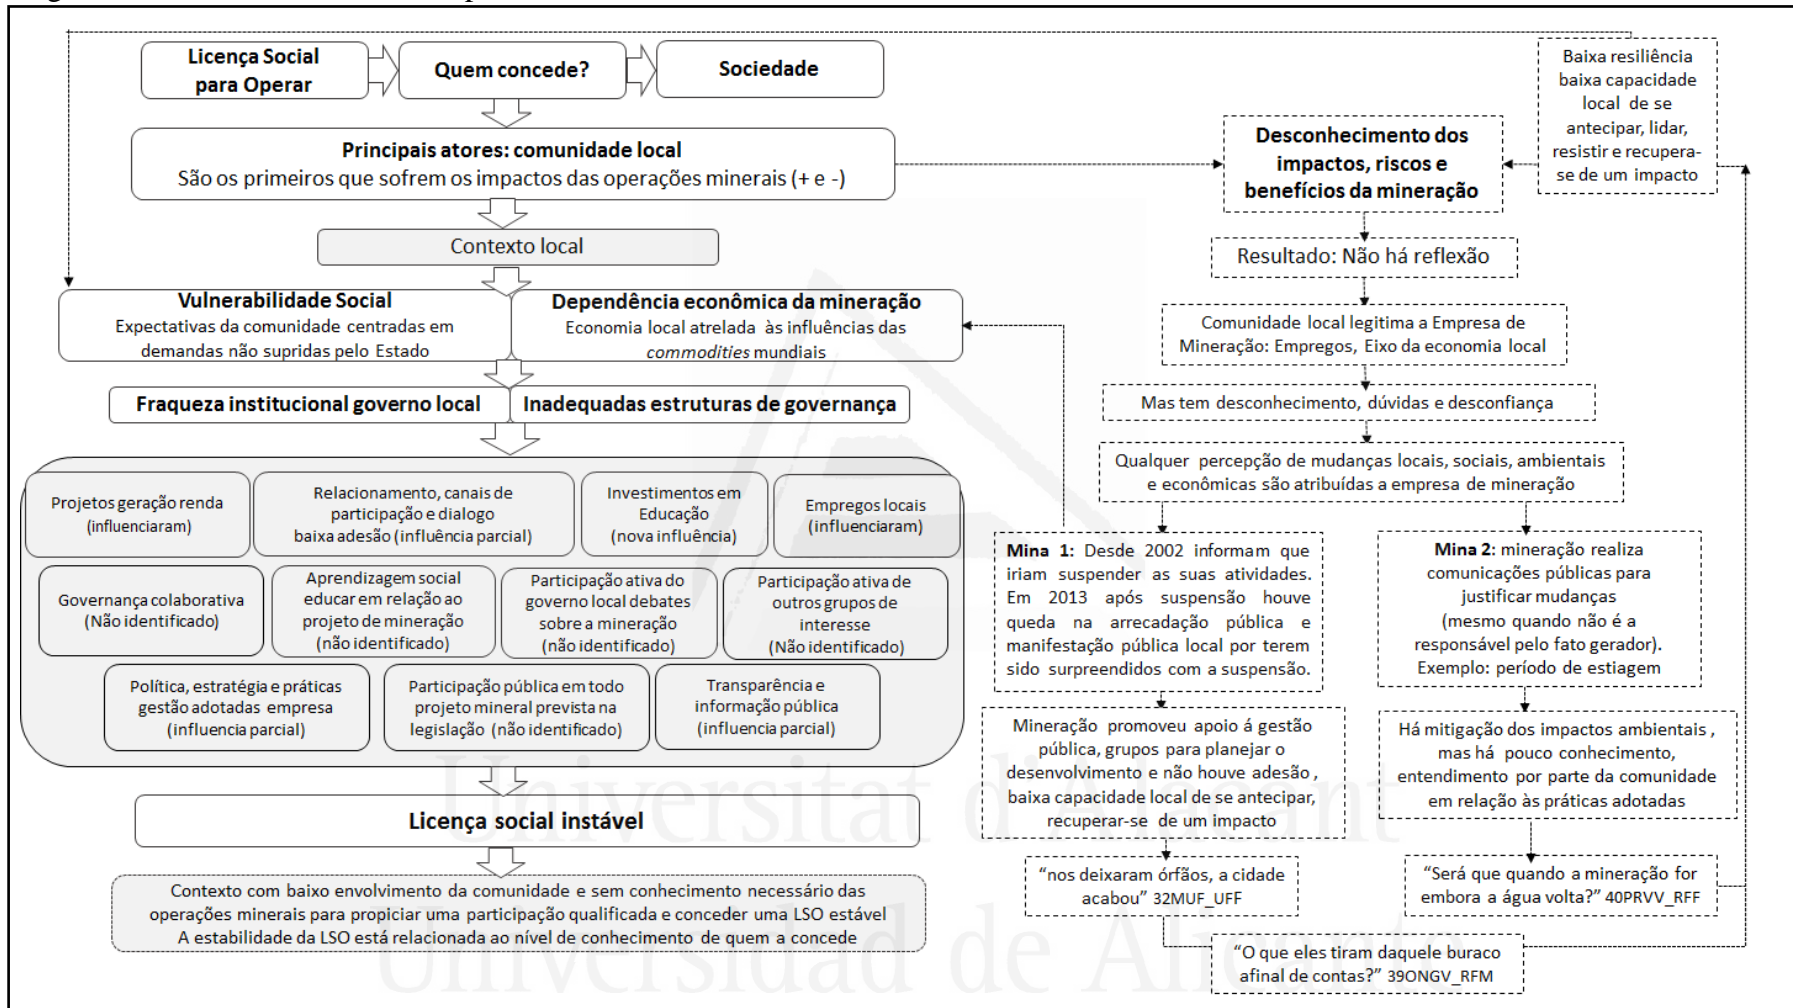 Licença Social
para Operar
Quem concede?
Sociedade
Principais atores: comunidade local
São os primeiros que sofrem os impactos das operações minerais (+ e -)
Contexto local
Vulnerabilidade Social
Expectativas da comunidade centradas em
demandas não supridas pelo Estado
Dependência econômica da mineração
Economia local atrelada às influências das
commodities mundiais
Fraqueza institucional governo local
Inadequadas estruturas de governança
Projetos geração renda
(influenciaram)
Relacionamento, canais de
participação e dialogo
baixa adesão (influência parcial)
Investimentos em
Educação
(nova influência)
Empregos locais
(influenciaram)
Governança colaborativa
(Não identificado)
Aprendizagem social
educar em relação ao
projeto de mineração
(não identificado)
Participação ativa do
governo local debates
sobre a mineração
(não identificado)
Participação ativa de
outros grupos de
interesse
(Não identificado)
Política, estratégia e práticas
gestão adotadas empresa
(influencia parcial)
Participação pública em todo
projeto mineral prevista na
legislação (não identificado)
Transparência e
informação pública
(influencia parcial)
Licença social instável
Contexto com baixo envolvimento da comunidade e sem conhecimento necessário das
operações minerais para propiciar uma participação qualificada e conceder uma LSO estável
A estabilidade da LSO está relacionada ao nível de conhecimento de quem a concede
Baixa resiliência
baixa capacidade
local de se
antecipar, lidar,
resistir e recupera-
se de um impacto
Desconhecimento dos
impactos, riscos e
benefícios da mineração
Resultado: Não há reflexão
Comunidade local legitima a Empresa de
Mineração: Empregos, Eixo da economia local
Mas tem desconhecimento, dúvidas e desconfiança
Qualquer percepção de mudanças locais, sociais, ambientais
e econômicas são atribuídas a empresa de mineração
Mina 1: Desde 2002 informam que
iriam suspender as suas atividades.
Em 2013 após suspensão houve
queda na arrecadação pública e
manifestação pública local por terem
sido surpreendidos com a suspensão.
Mina 2: mineração realiza
comunicações públicas para
justificar mudanças
(mesmo quando não é a
responsável pelo fato gerador).
Exemplo: período de estiagem
Mineração promoveu apoio á gestão
pública, grupos para planejar o
desenvolvimento e não houve adesão ,
baixa capacidade local de se antecipar,
recuperar-se de um impacto
Há mitigação dos impactos ambientais ,
mas há pouco conhecimento,
entendimento por parte da comunidade
em relação às práticas adotadas
“nos deixaram órfãos, a cidade
acabou” 32MUF_UFF
“Será que quando a mineração for
embora a água volta?” 40PRVV_RFF
“O que eles tiram daquele buraco
afinal de contas?” 39ONGV_RFM
Universitat d'Alacant
Universidad de Alicante